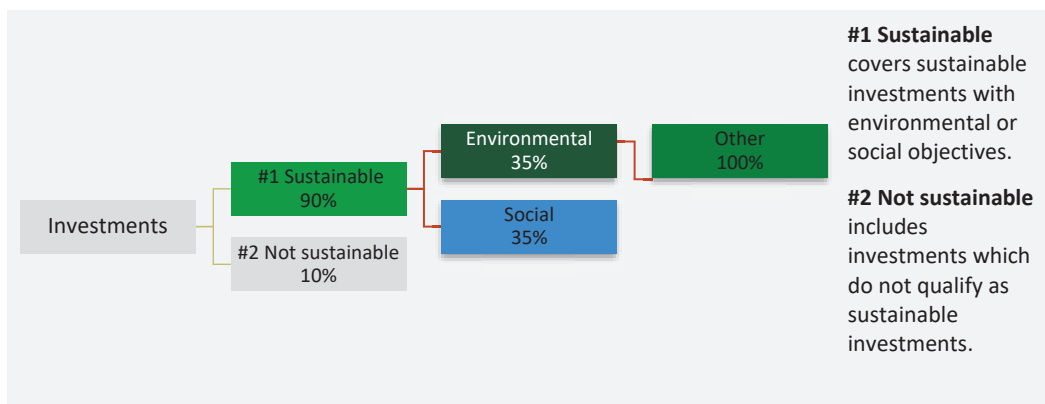 Investments
#1 Sustainable
90%
#2 Not sustainable
10%
Environmental
35%
Social
35%
Other
100%
#1 Sustainable
covers sustainable
investments with
environmental or
social objectives.
#2 Not sustainable
includes
investments which
do not qualify as
sustainable
investments.